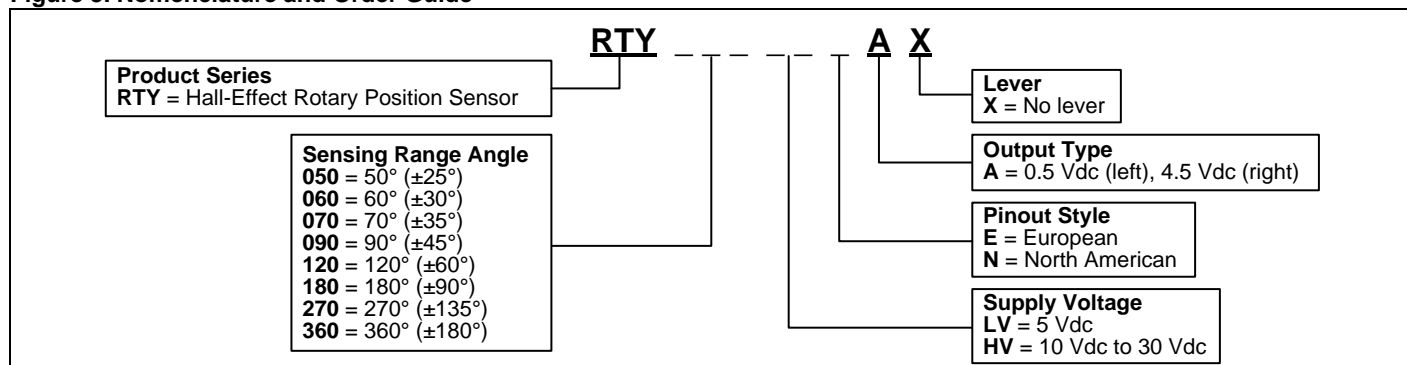 Figure 3. Nomenclature and Order Guide
RTY _ _ _ _ _ _ A X
Product Series
RTY = Hall-Effect Rotary Position Sensor
Sensing Range Angle
050 = 50° (±25°)
060 = 60° (±30°)
070 = 70° (±35°)
090 = 90° (±45°)
120 = 120° (±60°)
180 = 180° (±90°)
270 = 270° (±135°)
360 = 360° (±180°)
Lever
X = No lever
Output Type
A = 0.5 Vdc (left), 4.5 Vdc (right)
Pinout Style
E = European
N = North American
Supply Voltage
LV = 5 Vdc
HV = 10 Vdc to 30 Vdc